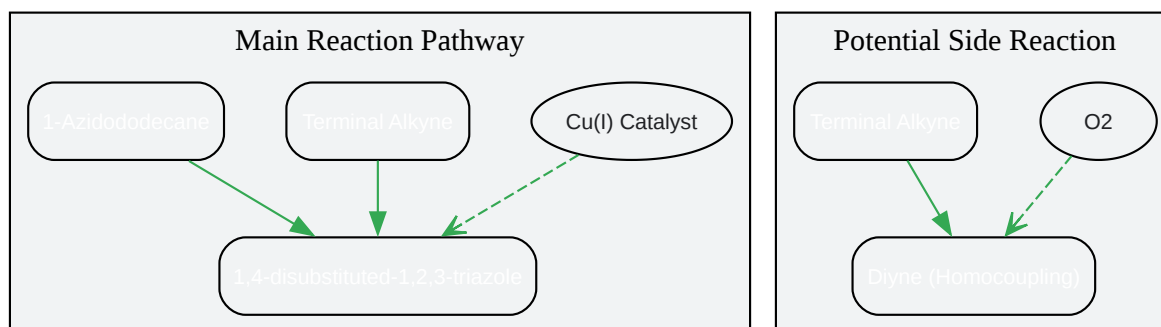 Main Reaction Pathway
1-Azidododecane
Terminal Alkyne
Cu(I) Catalyst
1,4-disubstituted-1,2,3-triazole
Potential Side Reaction
Terminal Alkyne
O2
Diyne (Homocoupling)